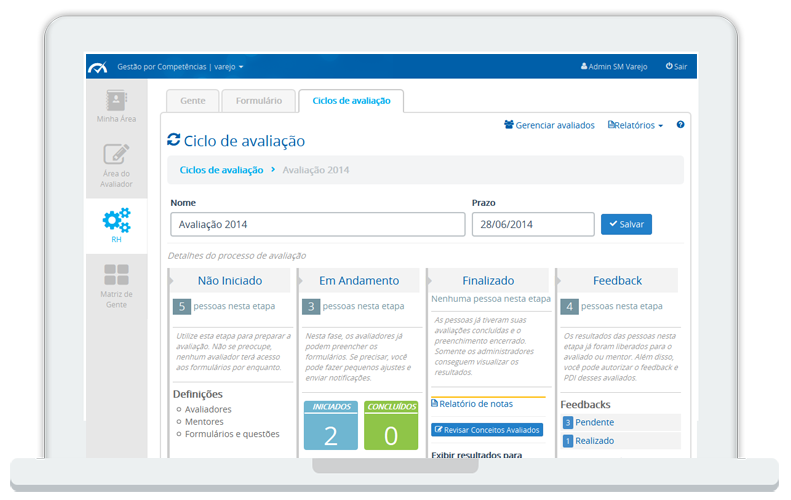 Gestão por Competências | varejo
Admin SM Varejo
Sair
Minha Área
Área do
Avaliador
RH
Matriz de
Gente
Gente
Formulário
Ciclos de avaliação
Gerenciar avaliados
Relatórios
?
Ciclo de avaliação
Ciclos de avaliação > Avaliação 2014
Nome
Avaliação 2014
Prazo
28/06/2014
Salvar
Detalhes do processo de avaliação
Não Iniciado
5 pessoas nesta etapa
Utilize esta etapa para preparar a
avaliação. Não se preocupe,
nenhum avaliador terá acesso
aos formulários por enquanto.
Definições
Avaliadores
Mentores
Formulários e questões
Em Andamento
3 pessoas nesta etapa
Nesta fase, os avaliadores já
podem preencher os
formulários. Se precisar, você
pode fazer pequenos ajustes e
enviar notificações.
INICIADOS
2
CONCLUÍDOS
0
Finalizado
Nenhuma pessoa nesta etapa
As pessoas já tiveram suas
avaliações concluídas e o
preenchimento encerrado.
Somente os administradores
conseguem visualizar os
resultados.
Relatório de notas
Revisar Conceitos Avaliados
Exibir resultados para
Feedback
4 pessoas nesta etapa
Os resultados das pessoas nesta
etapa já foram liberados para o
avaliado ou mentor. Além disso,
você pode autorizar o feedback e
PDI desses avaliados.
Feedbacks
3 Pendente
1 Realizado